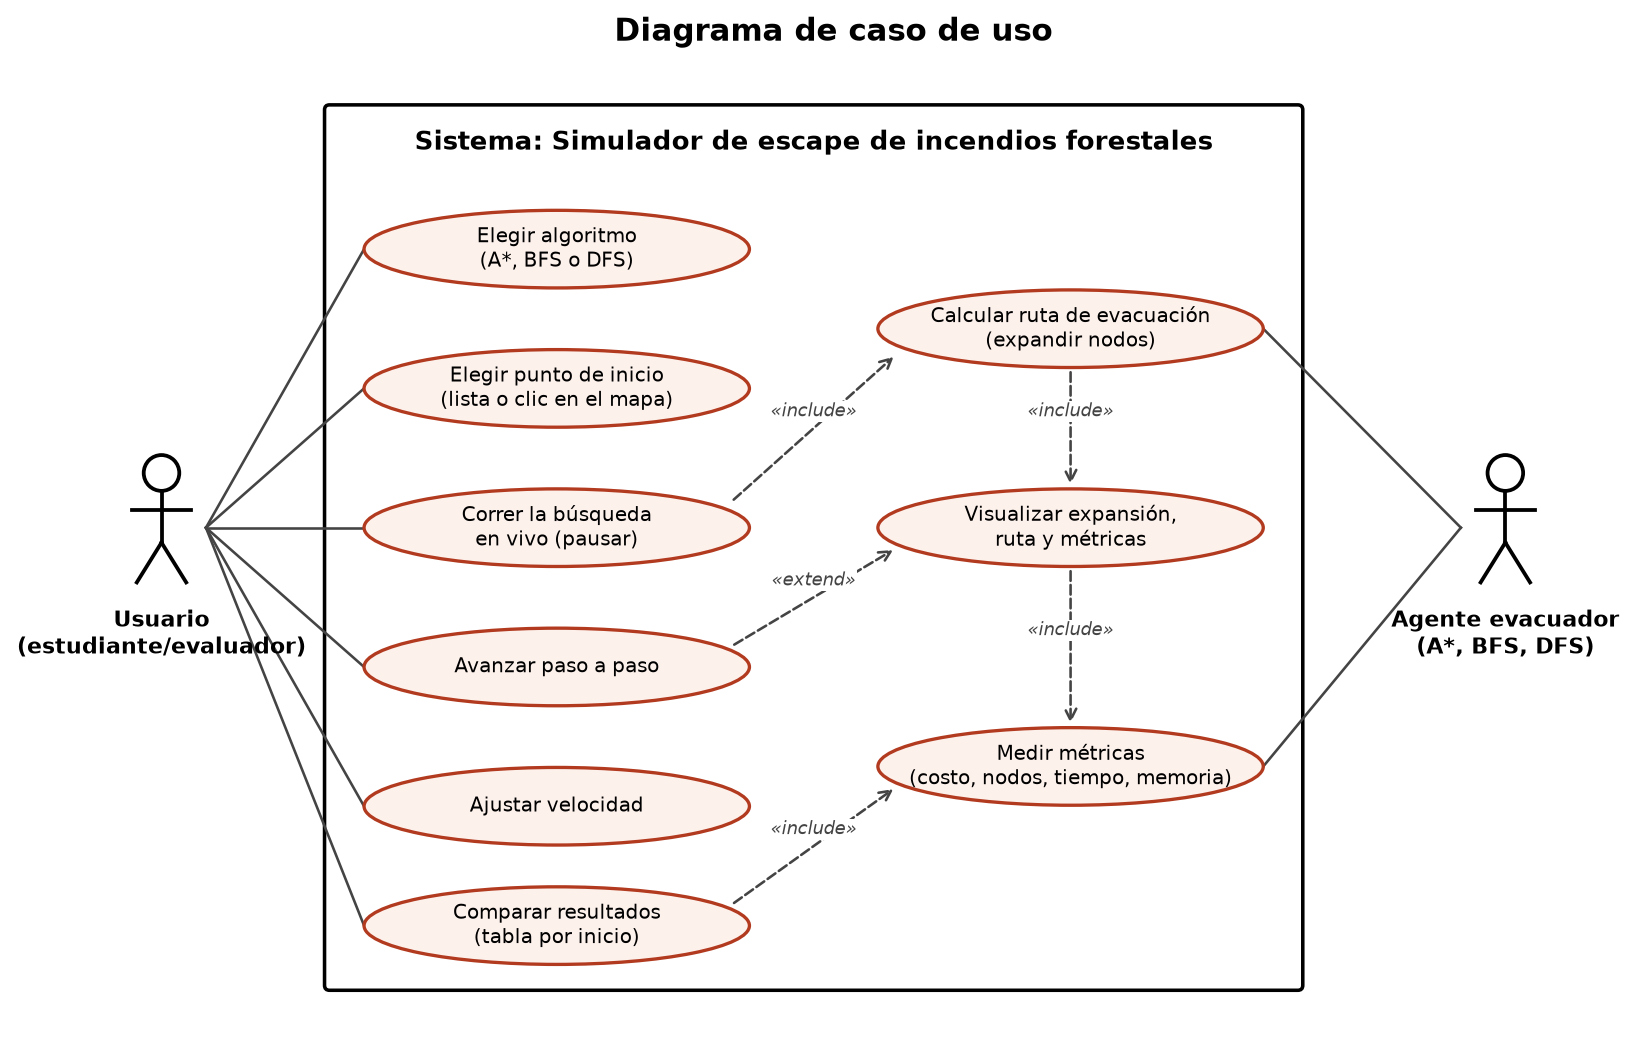 Diagrama de caso de uso
Sistema: Simulador de escape de incendios forestales
Elegir algoritmo
(A*, BFS o DFS)
Elegir punto de inicio
(lista o clic en el mapa)
Correr la búsqueda
en vivo (pausar)
Avanzar paso a paso
Ajustar velocidad
Comparar resultados
(tabla por inicio)
«include»
«extend»
«include»
Calcular ruta de evacuación
(expandir nodos)
«include»
Visualizar expansión,
ruta y métricas
«include»
Medir métricas
(costo, nodos, tiempo, memoria)
Usuario
(estudiante/evaluador)
Agente evacuador
(A*, BFS, DFS)